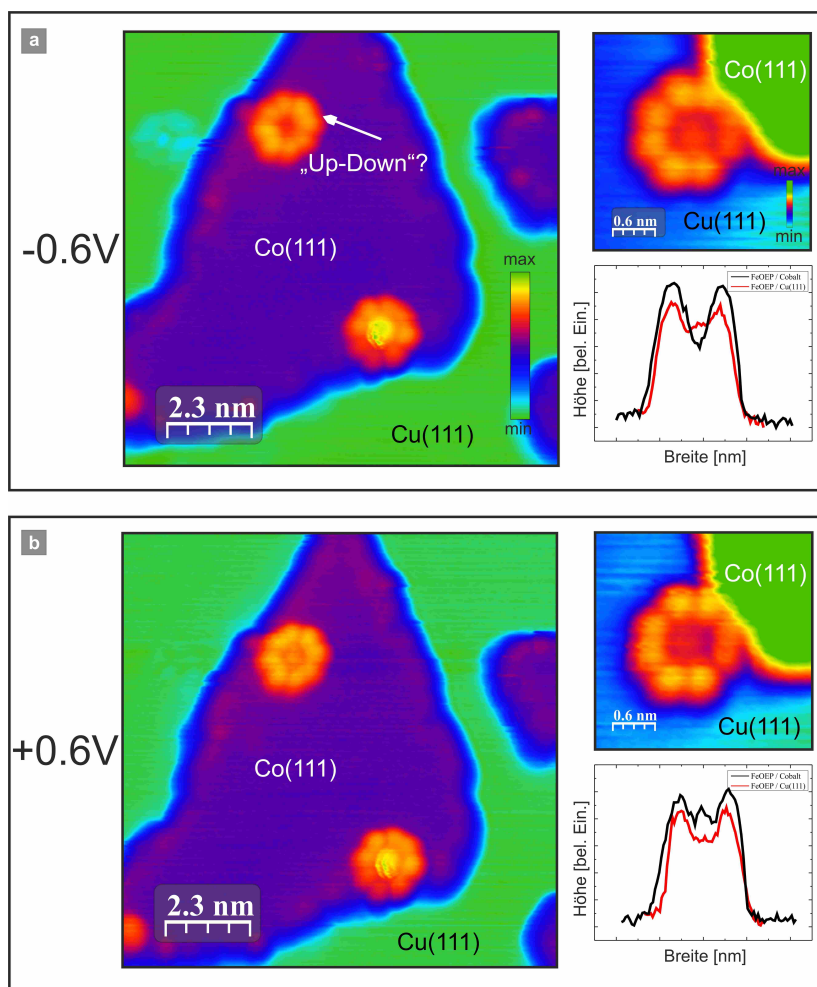 a
-0.6V
„Up-Down“?
Co(111)
max
min
2.3 nm
Cu(111)
Co(111)
max
min
0.6 nm
Cu(111)
FeOEP / Cobalt
FeOEP / Cu(111)
Höhe [bel. Ein.]
Breite [nm]
b
+0.6V
Co(111)
2.3 nm
Cu(111)
Co(111)
0.6 nm
Cu(111)
FeOEP / Cobalt
FeOEP / Cu(111)
Höhe [bel. Ein.]
Breite [nm]